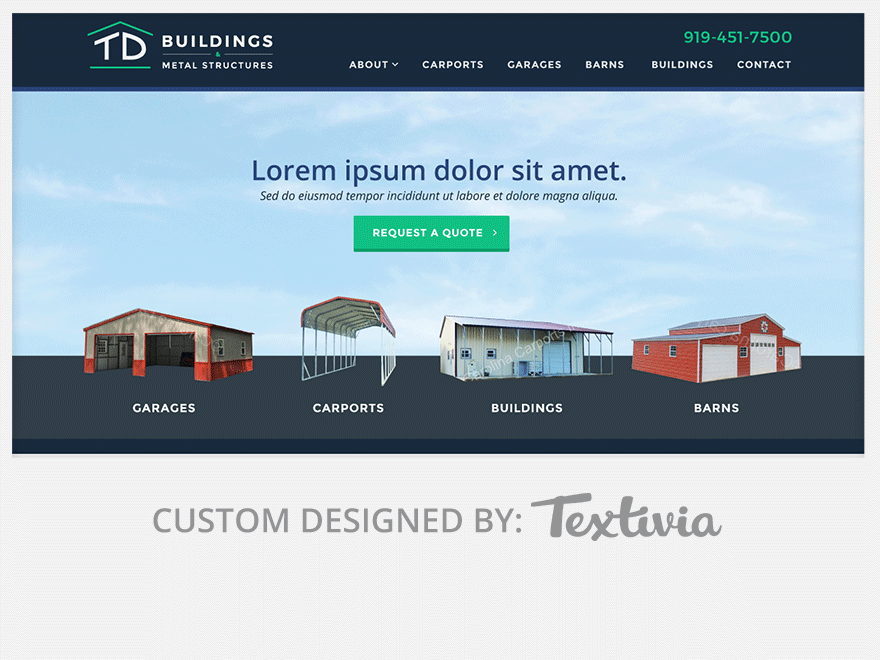 TD BUILDINGS
&
METAL STRUCTURES
919-451-7500
ABOUT CARPORTS GARAGES BARNS BUILDINGS CONTACT
Lorem ipsum dolor sit amet.
Sed do eiusmod tempor incididunt ut labore et dolore magna aliqua.
REQUEST A QUOTE
Carolina Carports
GARAGES CARPORTS BUILDINGS BARNS
CUSTOM DESIGNED BY: Textivia